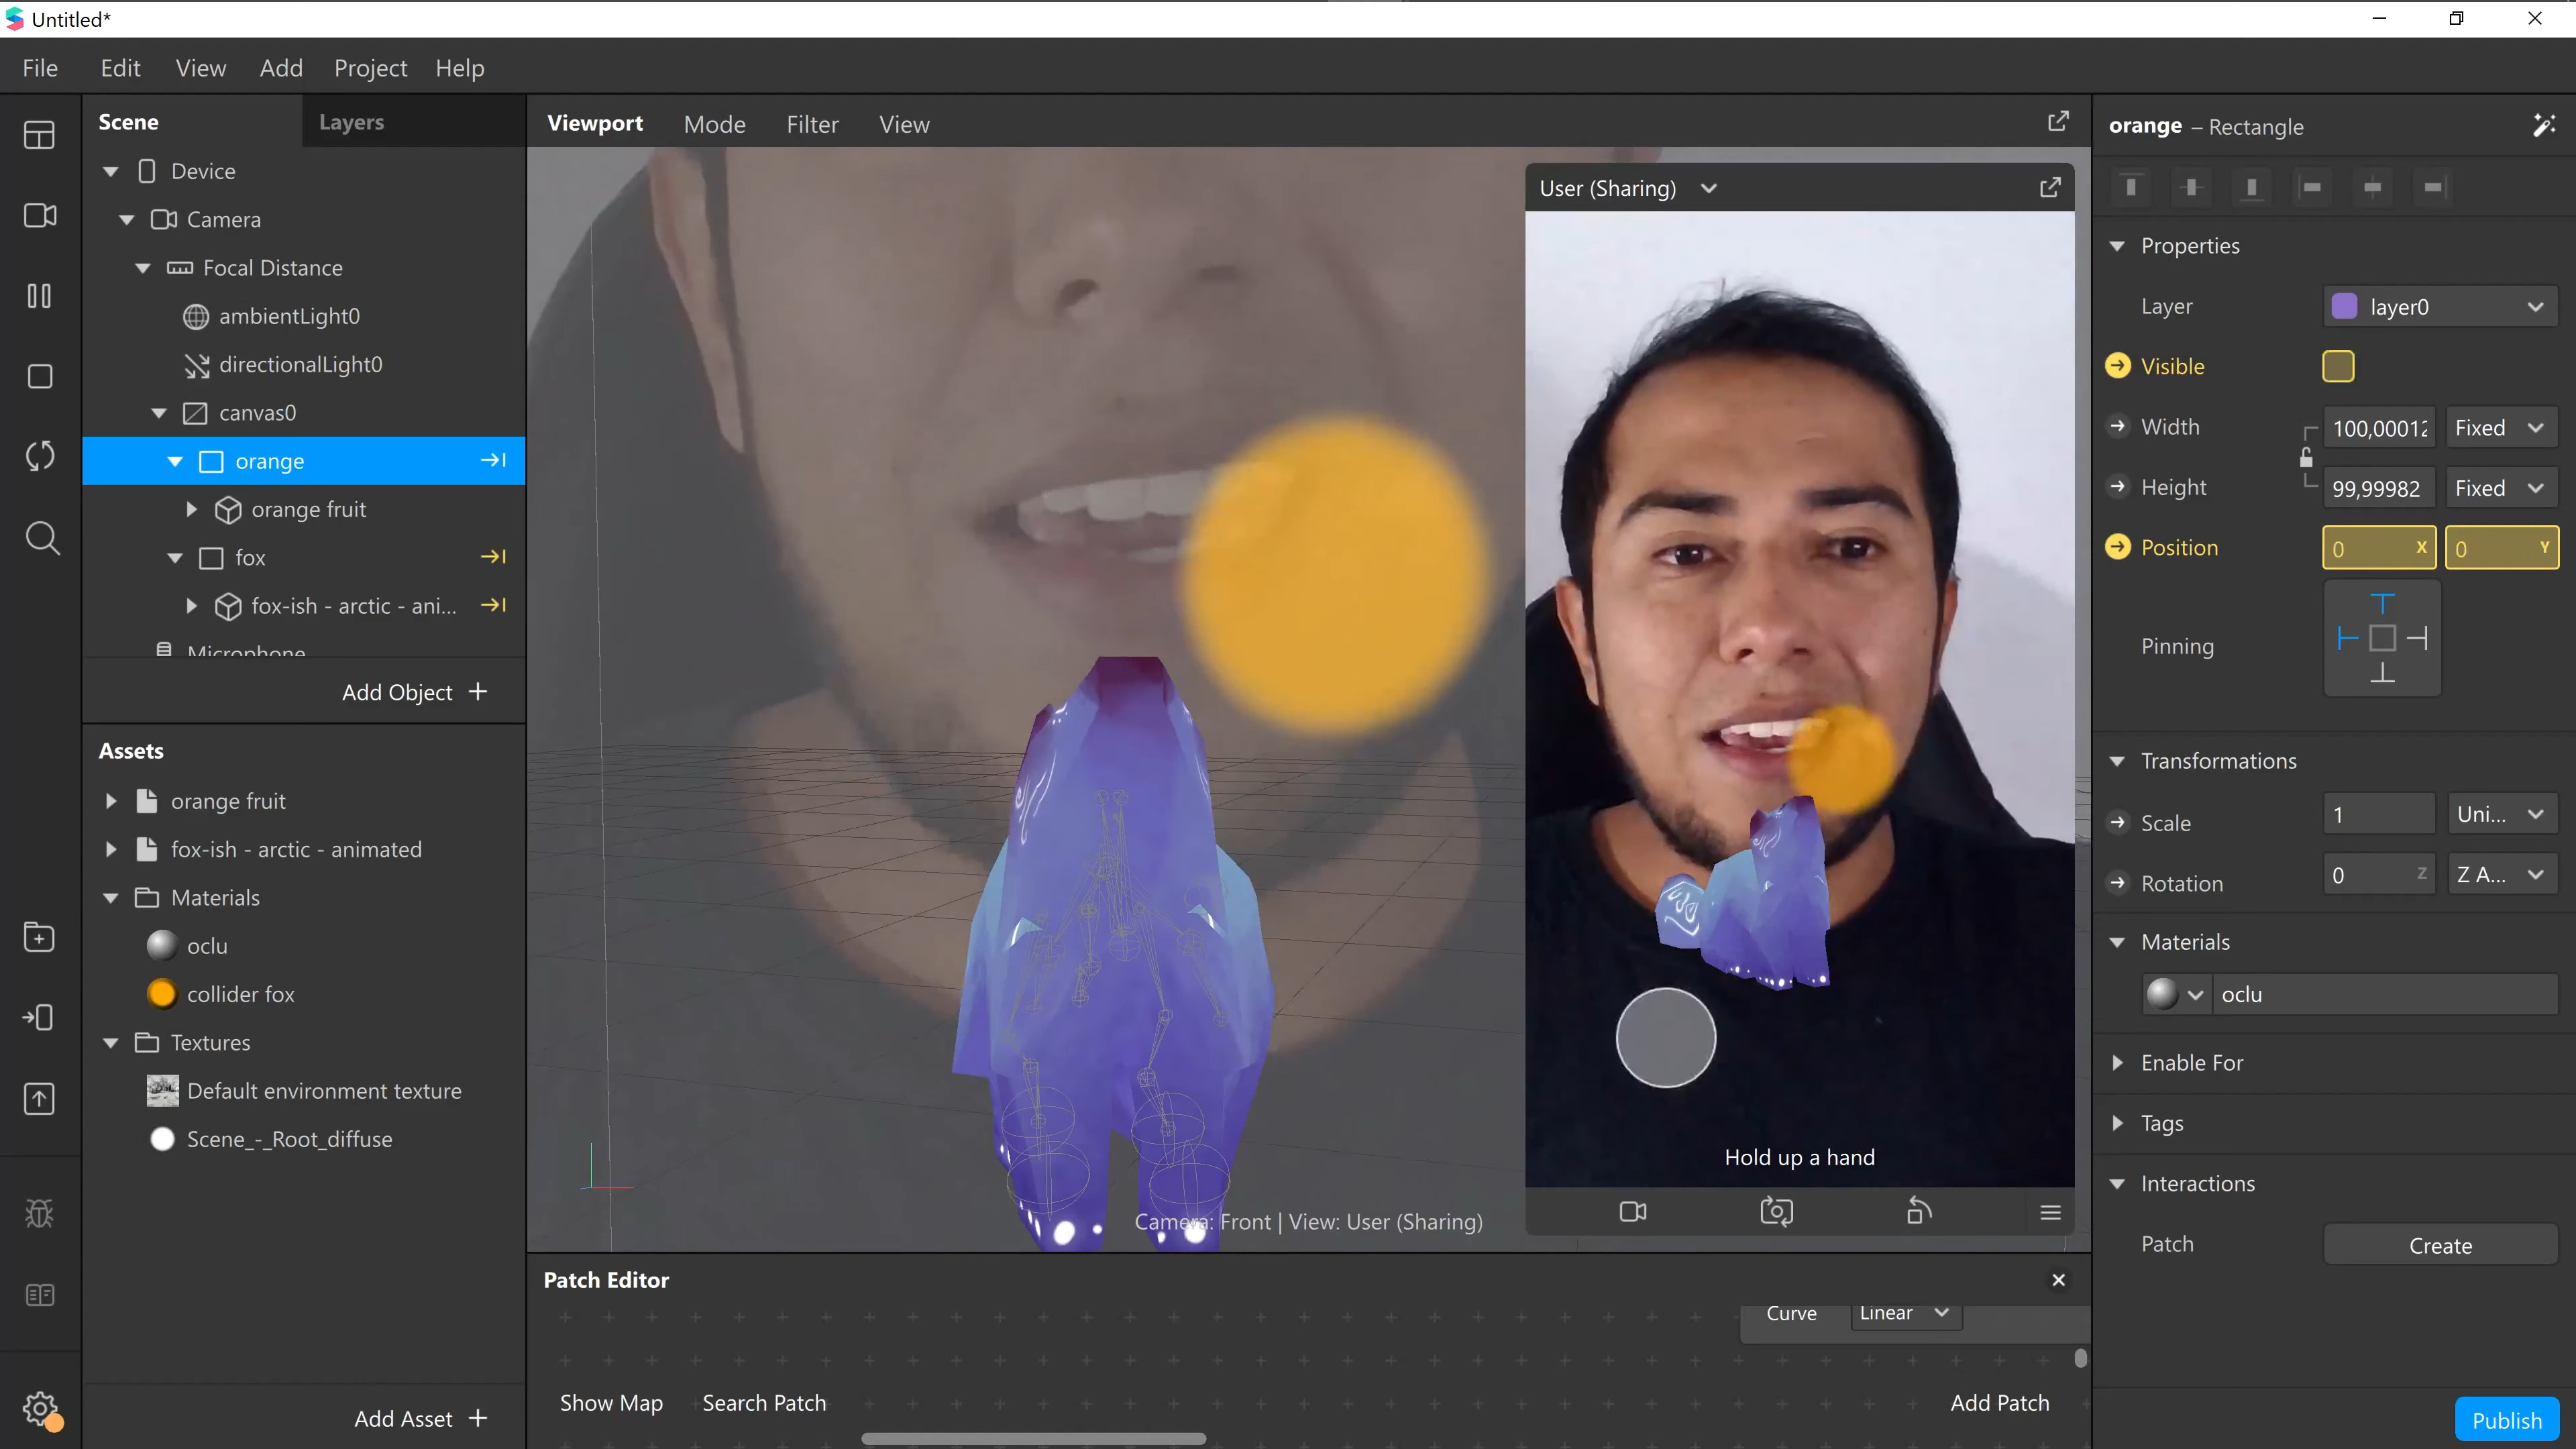 Untitled*
File Edit View Add Project Help
Scene Layers
Device
Camera
Focal Distance
ambientLight0
directionalLight0
canvas0
orange
orange fruit
fox
fox-ish - arctic - ani...
Microphone
Add Object +
Assets
orange fruit
fox-ish - arctic - animated
Materials
oclu
collider fox
Textures
Default environment texture
Scene_-_Root_diffuse
Add Asset +
Viewport Mode Filter View
User (Sharing)
Hold up a hand
Camera: Front | View: User (Sharing)
Patch Editor
Curve Linear
Show Map Search Patch Add Patch
orange – Rectangle
Properties
Layer layer0
Visible
Width 100,00012 Fixed
Height 99,99982 Fixed
Position 0 X 0 Y
Pinning
Transformations
Scale 1 Uni...
Rotation 0 Z Z A...
Materials
oclu
Enable For
Tags
Interactions
Patch Create
Publish